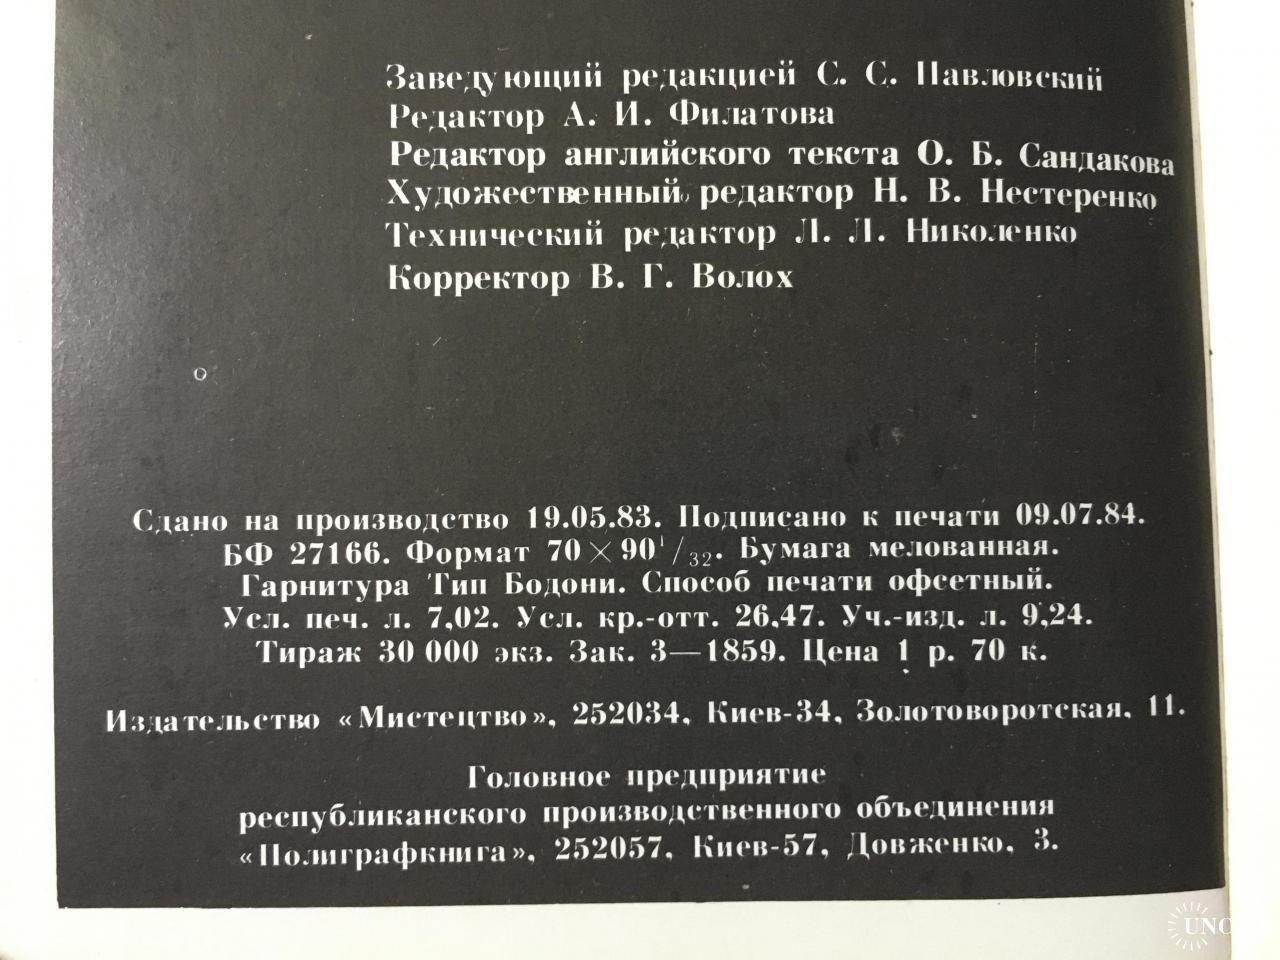 Заведующий редакцией С. С. Павловский
Редактор А. И. Филатова
Редактор английского текста О. Б. Сандакова
Художественный редактор Н. В. Нестеренко
Технический редактор Л. Л. Николенко
Корректор В. Г. Волох
Сдано на производство 19.05.83. Подписано к печати 09.07.84.
БФ 27166. Формат 70×90¹/₃₂. Бумага мелованная.
Гарнитура Тип Бодони. Способ печати офсетный.
Усл. печ. л. 7,02. Усл. кр.-отт. 26,47. Уч.-изд. л. 9,24.
Тираж 30 000 экз. Зак. 3—1859. Цена 1 р. 70 к.
Издательство «Мистецтво», 252034, Киев-34, Золотоворотская, 11.
Головное предприятие
республиканского производственного объединения
«Полиграфкнига», 252057, Киев-57, Довженко, 3.